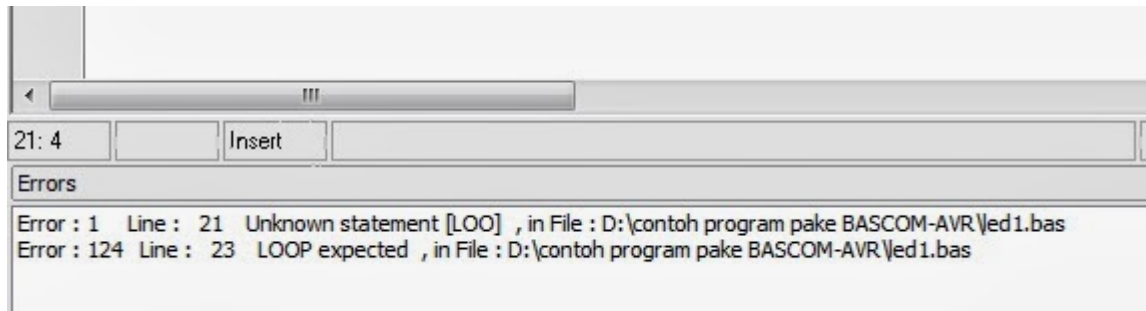 21: 4 Insert
Errors
Error : 1 Line : 21 Unknown statement [LOO] , in File : D:\contoh program pake BASCOM-AVR\led1.bas
Error : 124 Line : 23 LOOP expected , in File : D:\contoh program pake BASCOM-AVR\led1.bas